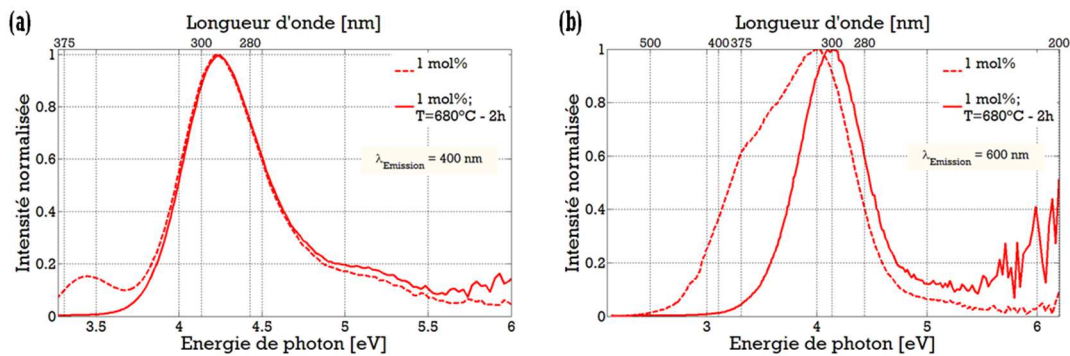 (a)
Longueur d'onde [nm]
375 300 280
Intensité normalisée
1
0.8
0.6
0.4
0.2
0
1 mol%
1 mol%;
T=680°C - 2h
λEmission = 400 nm
3.5 4 4.5 5 5.5 6
Energie de photon [eV]
(b)
Longueur d'onde [nm]
500 400 375 300 280 200
Intensité normalisée
1
0.8
0.6
0.4
0.2
0
1 mol%
1 mol%;
T=680°C - 2h
λEmission = 600 nm
3 4 5 6
Energie de photon [eV]